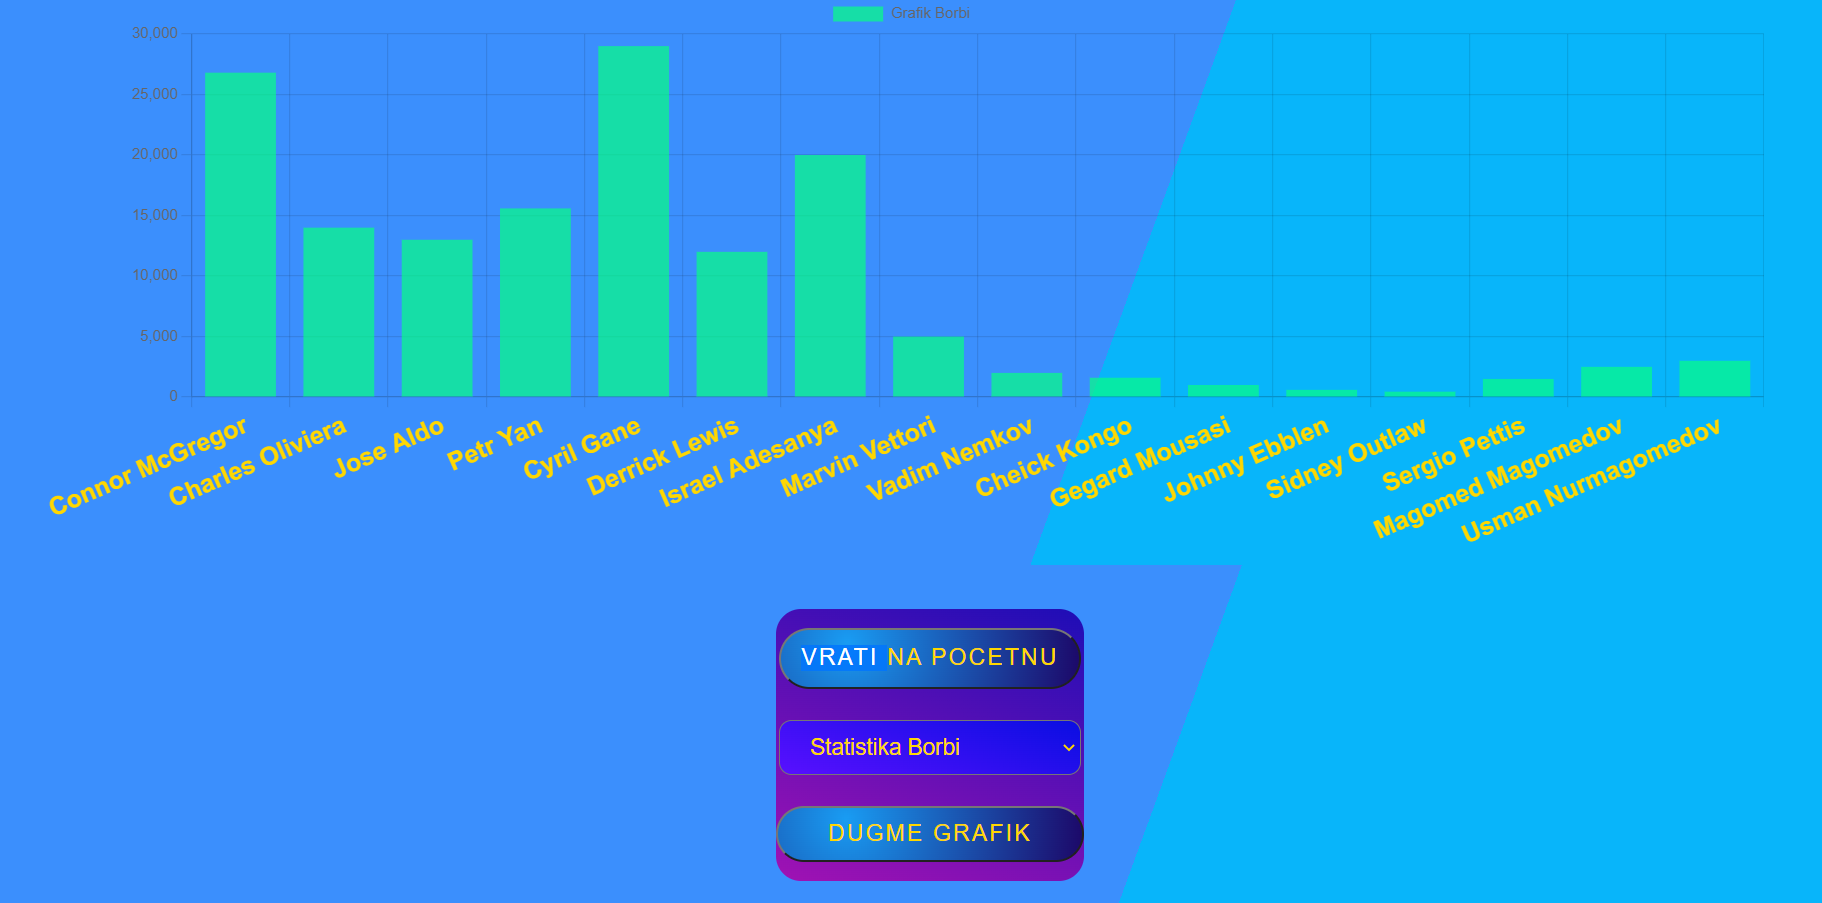 Grafik Borbi
30,000
25,000
20,000
15,000
10,000
5,000
0
Connor McGregor
Charles Oliviera
Jose Aldo
Petr Yan
Cyril Gane
Derrick Lewis
Israel Adesanya
Marvin Vettori
Vadim Nemkov
Cheick Kongo
Gegard Mousasi
Johnny Ebblen
Sidney Outlaw
Sergio Pettis
Magomed Magomedov
Usman Nurmagomedov
VRATI NA POCETNU
Statistika Borbi
DUGME GRAFIK